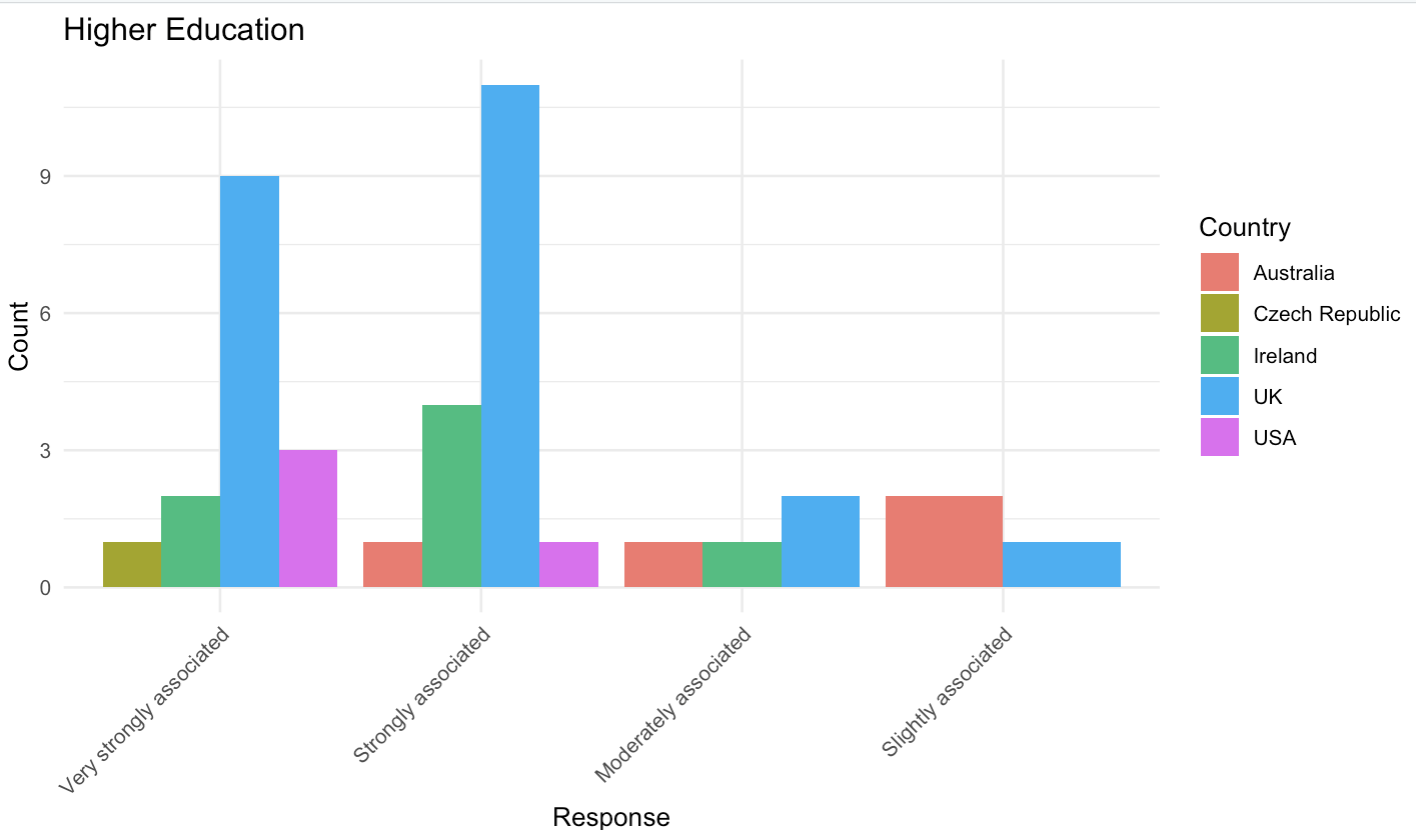 Higher Education
Count
9
6
3
0
Very strongly associated
Strongly associated
Moderately associated
Slightly associated
Response
Country
Australia
Czech Republic
Ireland
UK
USA